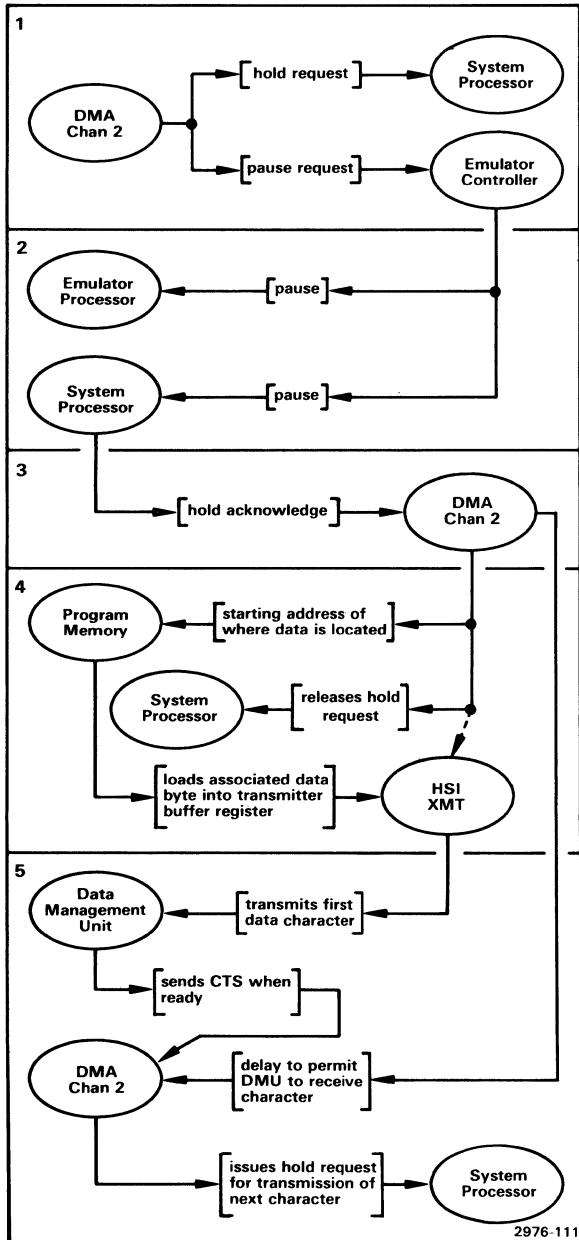 1
[hold request]
System
Processor
DMA
Chan 2
[pause request]
Emulator
Controller
2
Emulator
Processor
[pause]
System
Processor
[pause]
3
[hold acknowledge]
DMA
Chan 2
4
Program
Memory
[starting address of
where data is located]
System
Processor
[releases hold
request]
[loads associated data
byte into transmitter
buffer register]
HSI
XMT
5
Data
Management
Unit
[transmits first
data character]
[sends CTS when
ready]
DMA
Chan 2
[delay to permit
DMU to receive
character]
[issues hold request
for transmission of
next character]
System
Processor
2976-111